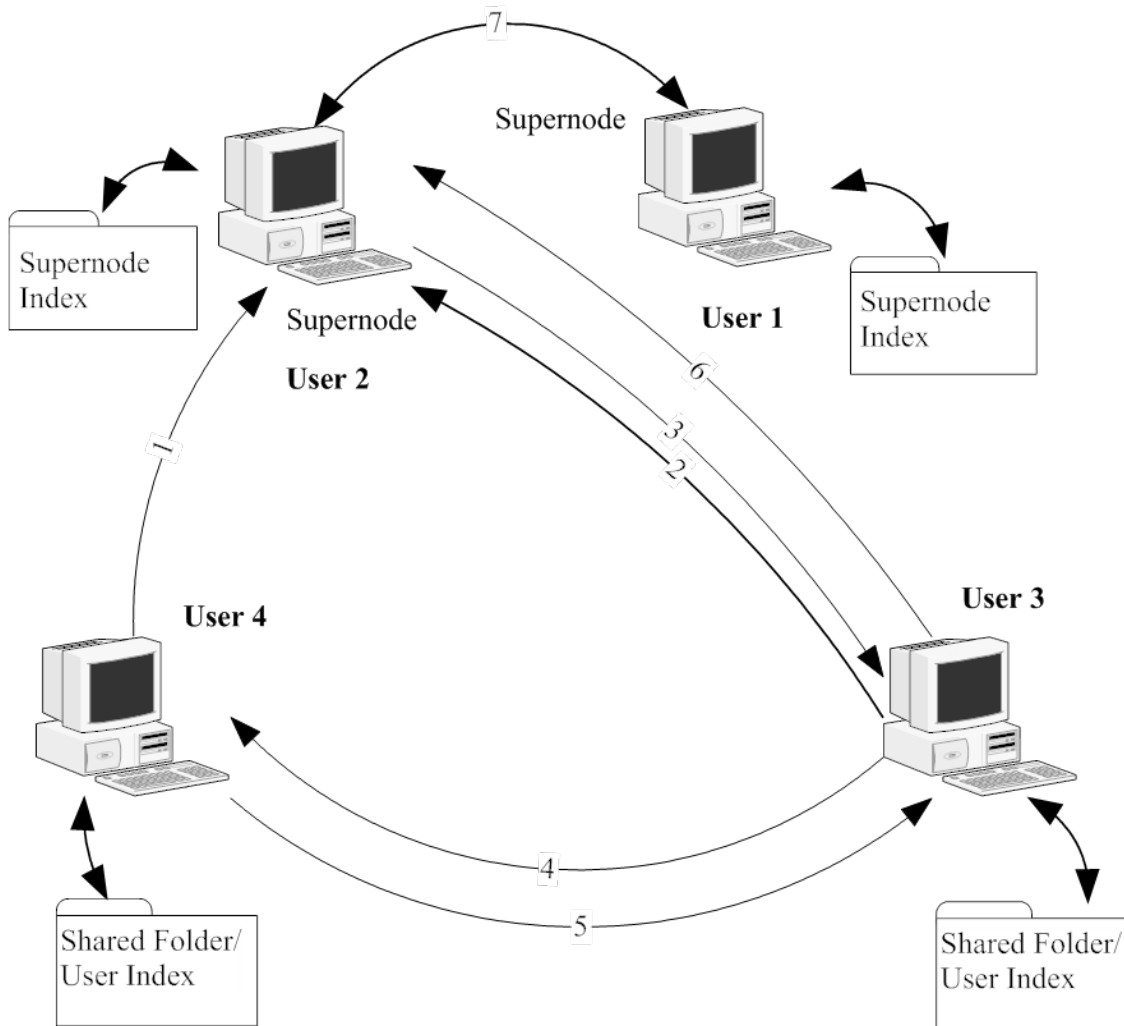 7
Supernode
Supernode
Index
Supernode
User 2
User 1
Supernode
Index
6
3
2
1
User 4
User 3
4
5
Shared Folder/
User Index
Shared Folder/
User Index